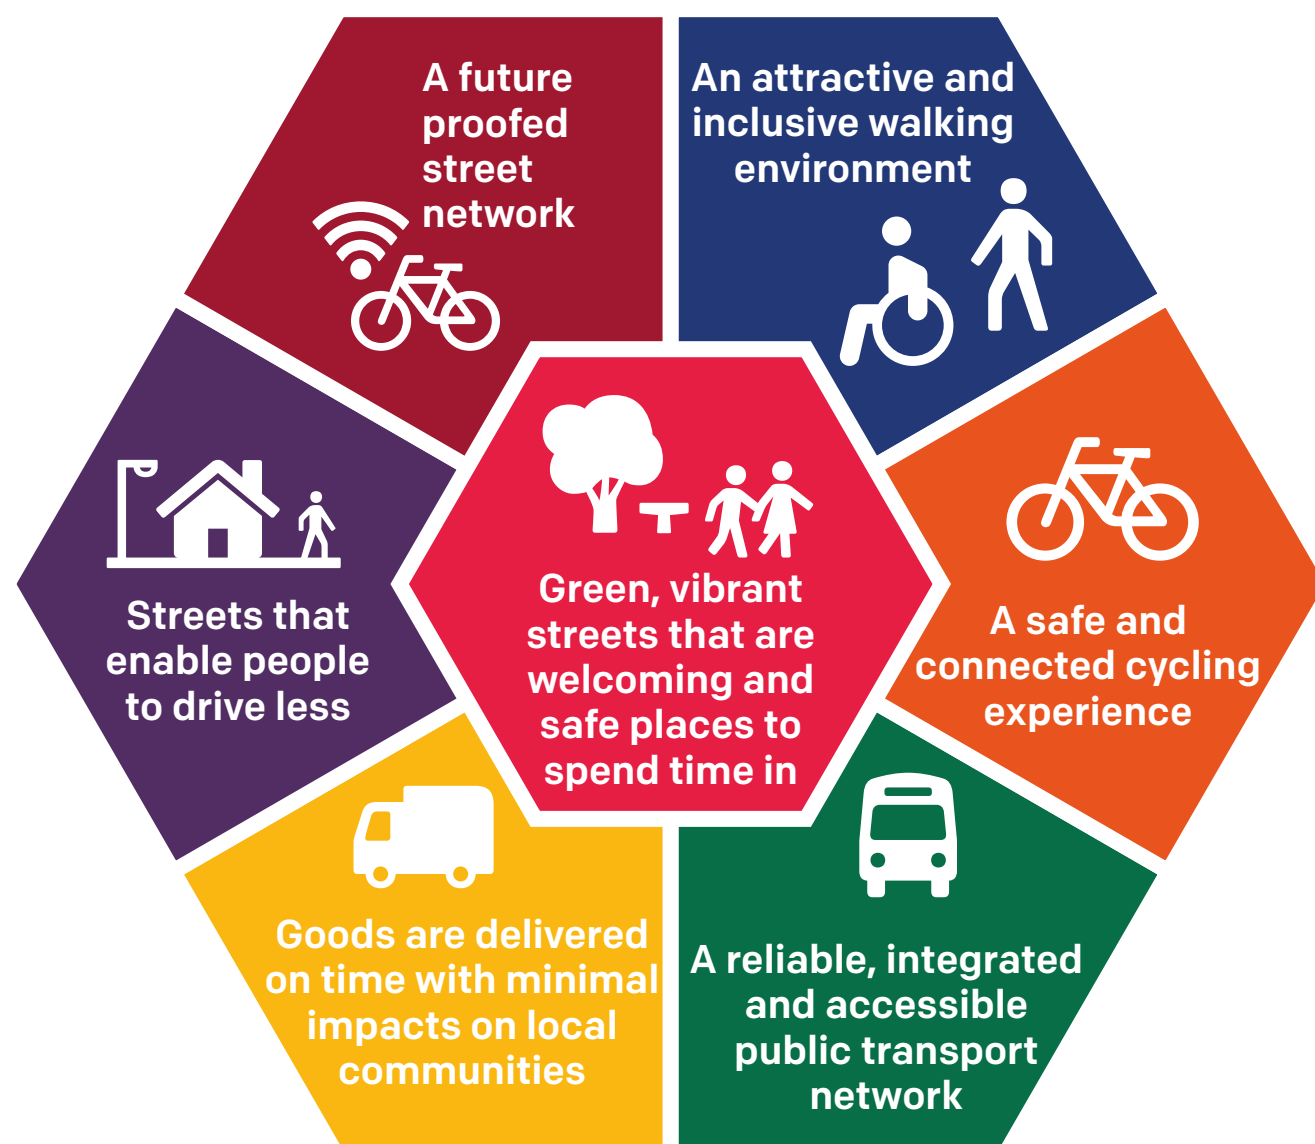 A future
proofed
street
network
An attractive and
inclusive walking
environment
Streets that
enable people
to drive less
Green, vibrant
streets that are
welcoming and
safe places to
spend time in
A safe and
connected cycling
experience
Goods are delivered
on time with minimal
impacts on local
communities
A reliable, integrated
and accessible
public transport
network